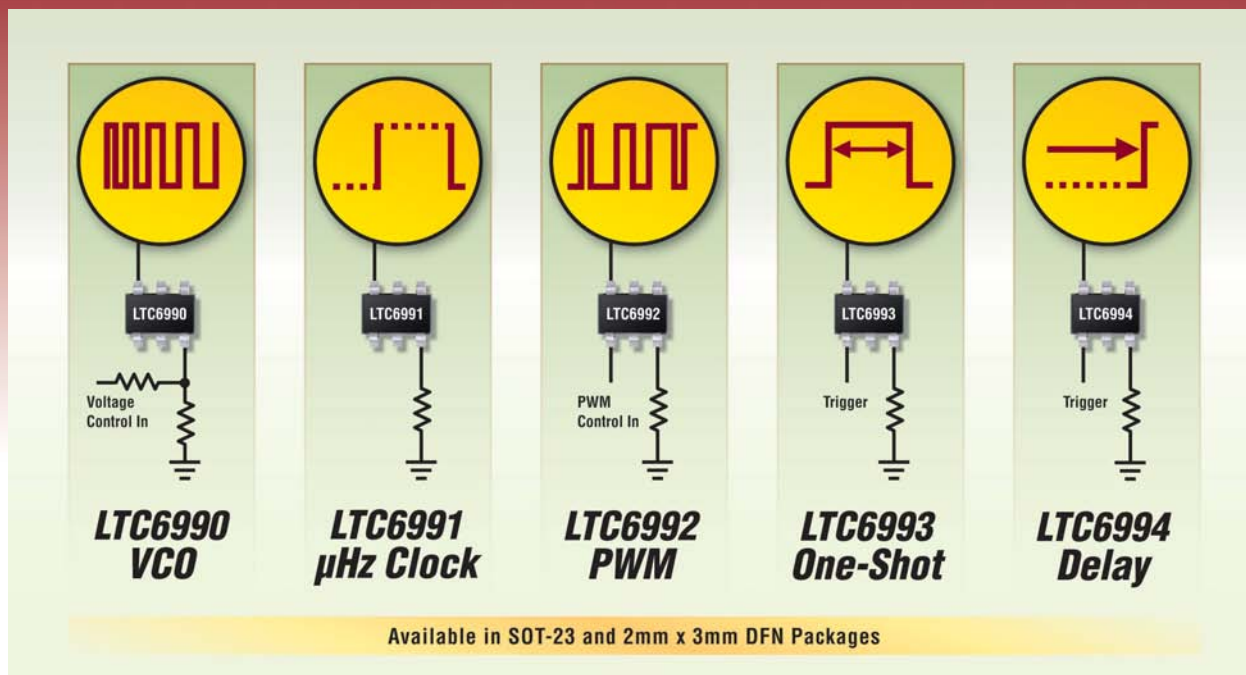 LTC6990
LTC6991
LTC6992
LTC6993
LTC6994
Voltage
Control In
PWM
Control In
Trigger
Trigger
LTC6990
VCO
LTC6991
µHz Clock
LTC6992
PWM
LTC6993
One-Shot
LTC6994
Delay
Available in SOT-23 and 2mm x 3mm DFN Packages